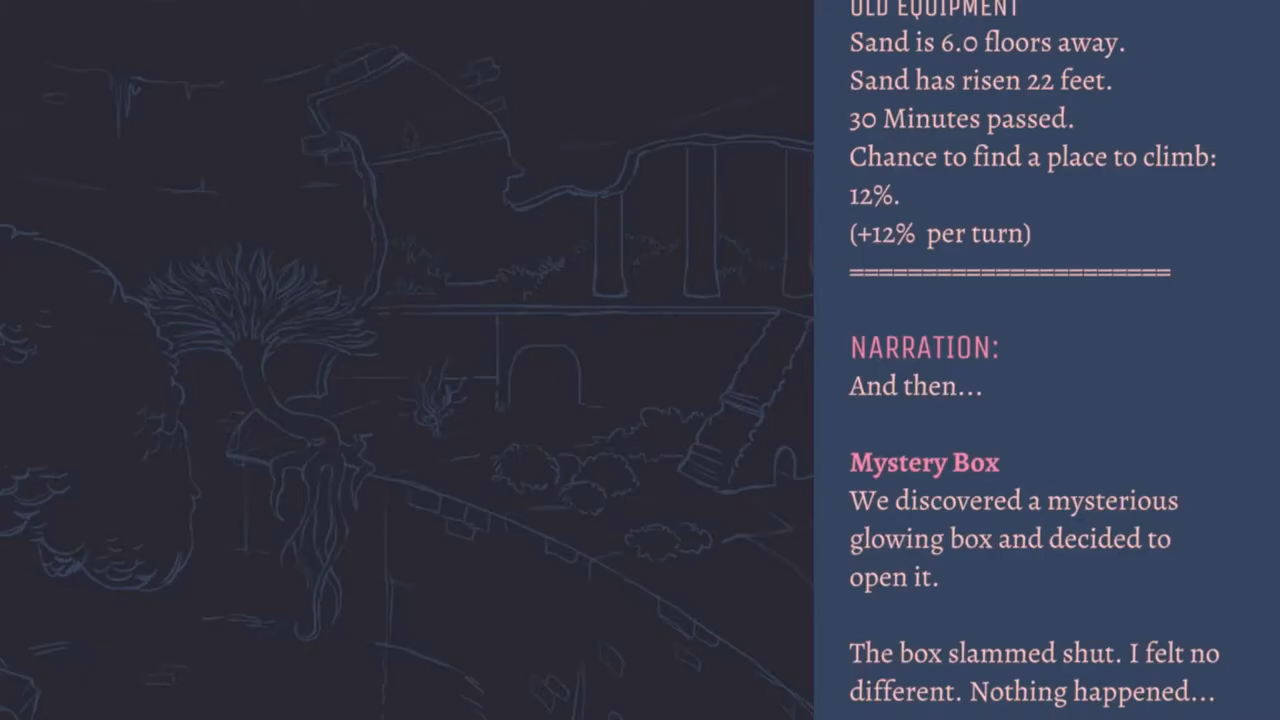 OLD EQUIPMENT
Sand is 6.0 floors away.
Sand has risen 22 feet.
30 Minutes passed.
Chance to find a place to climb:
12%.
(+12% per turn)
======================
NARRATION:
And then...
Mystery Box
We discovered a mysterious
glowing box and decided to
open it.
The box slammed shut. I felt no
different. Nothing happened...